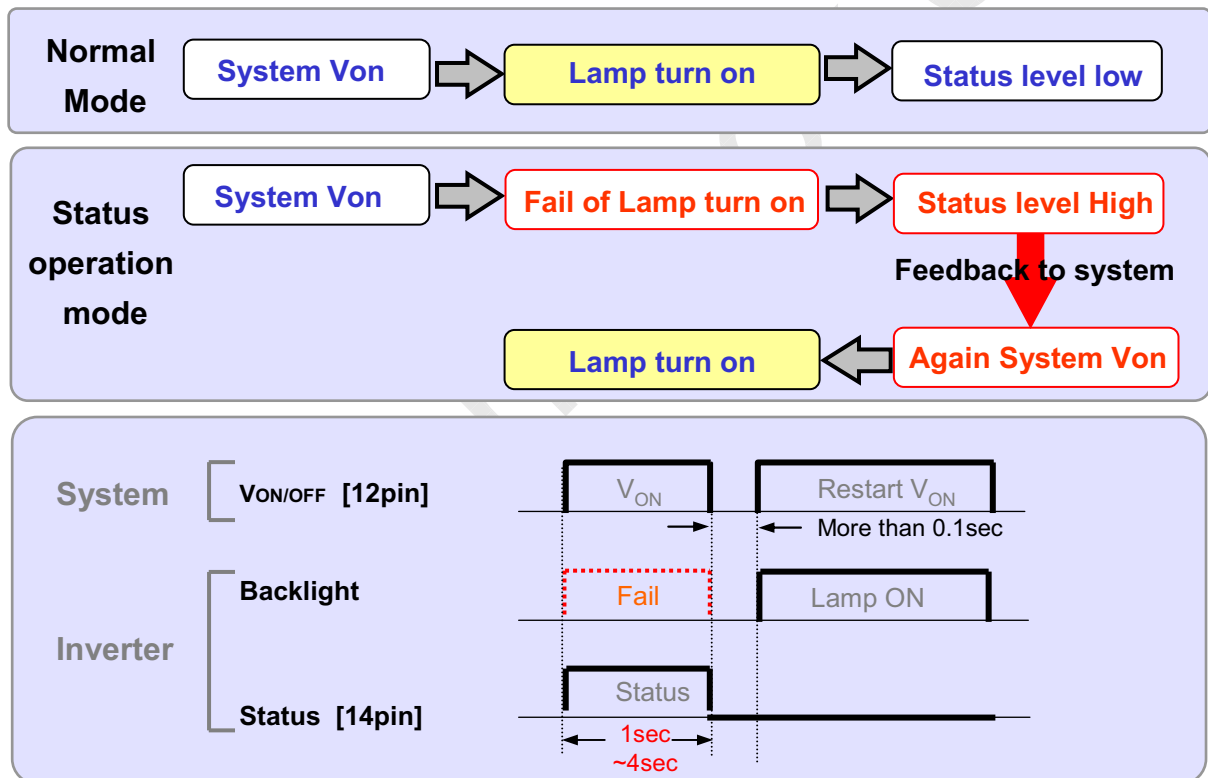 Normal
Mode
System Von
Lamp turn on
Status level low
Status
operation
mode
System Von
Fail of Lamp turn on
Status level High
Feedback to system
Again System Von
Lamp turn on
System
VON/OFF [12pin]
VON
Restart VON
More than 0.1sec
Inverter
Backlight
Fail
Lamp ON
Status [14pin]
Status
1sec
~4sec